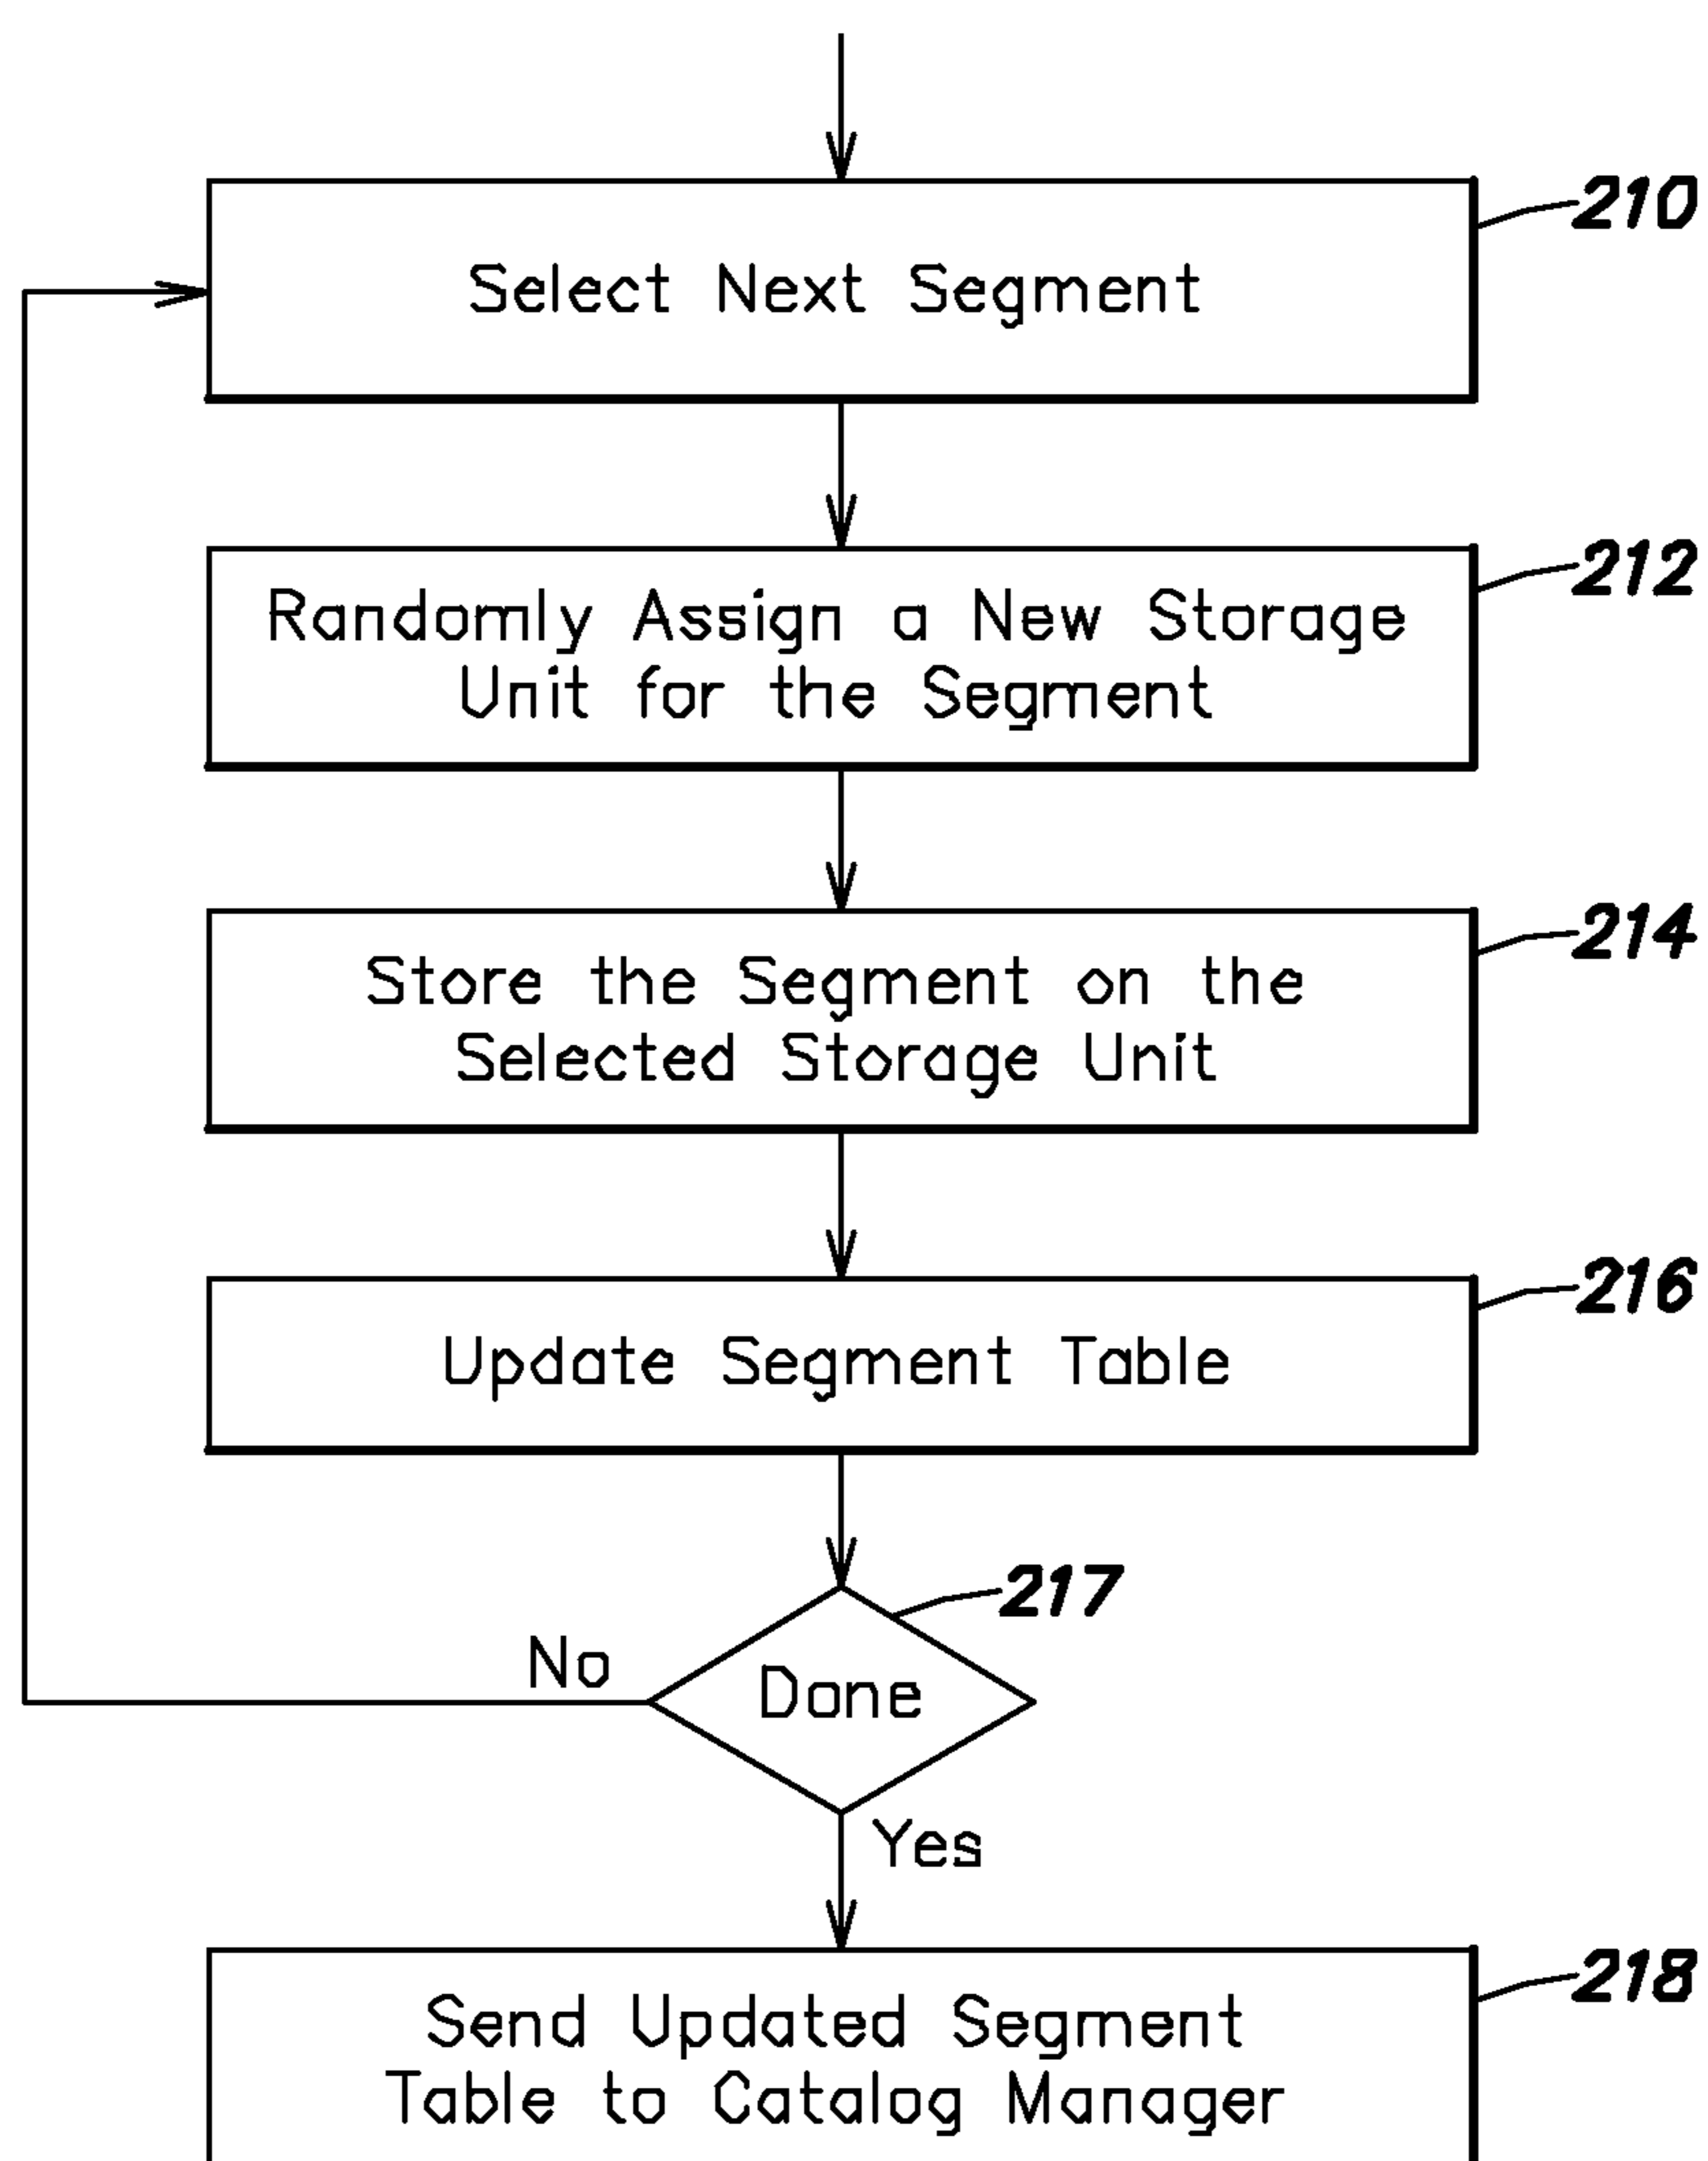 210
Select Next Segment
212
Randomly Assign a New Storage
Unit for the Segment
214
Store the Segment on the
Selected Storage Unit
216
Update Segment Table
217
No
Done
Yes
218
Send Updated Segment
Table to Catalog Manager